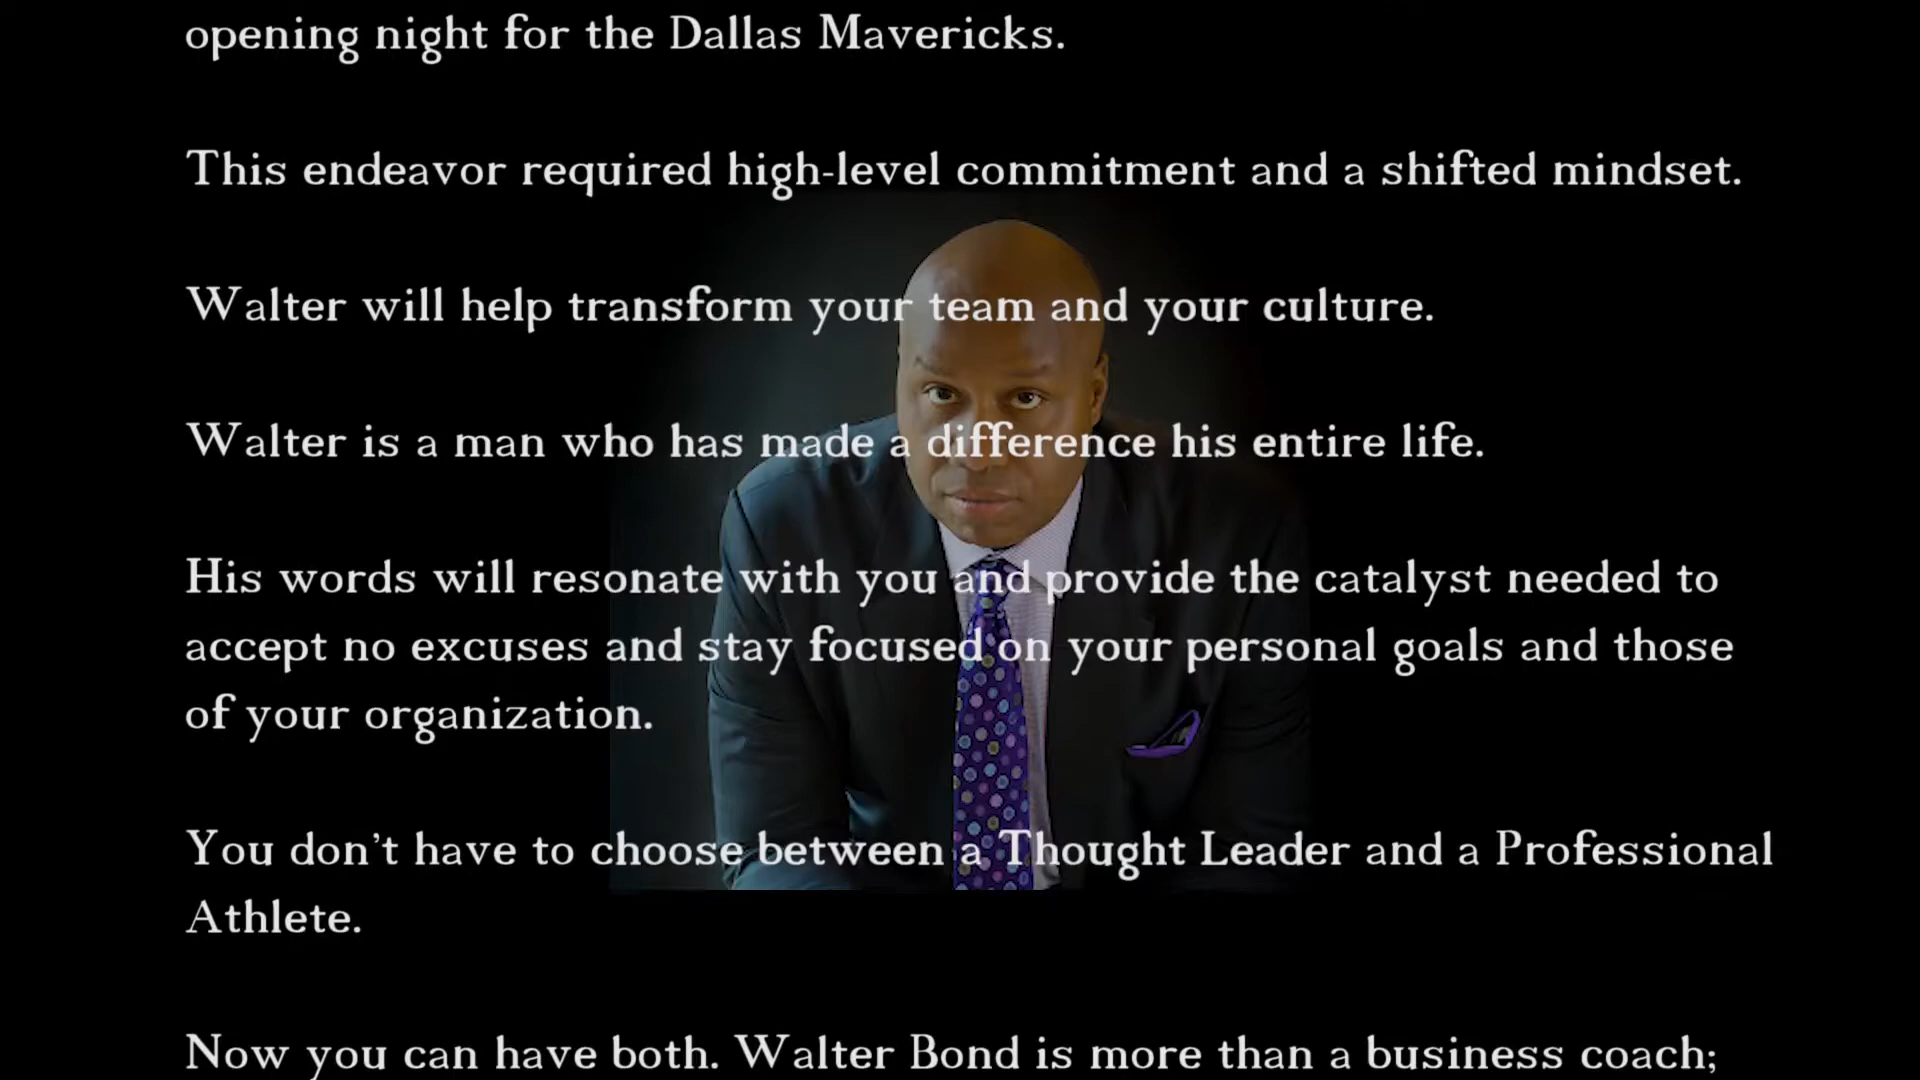 opening night for the Dallas Mavericks.
This endeavor required high-level commitment and a shifted mindset.
Walter will help transform your team and your culture.
Walter is a man who has made a difference his entire life.
His words will resonate with you and provide the catalyst needed to
accept no excuses and stay focused on your personal goals and those
of your organization.
You don’t have to choose between a Thought Leader and a Professional
Athlete.
Now you can have both. Walter Bond is more than a business coach;